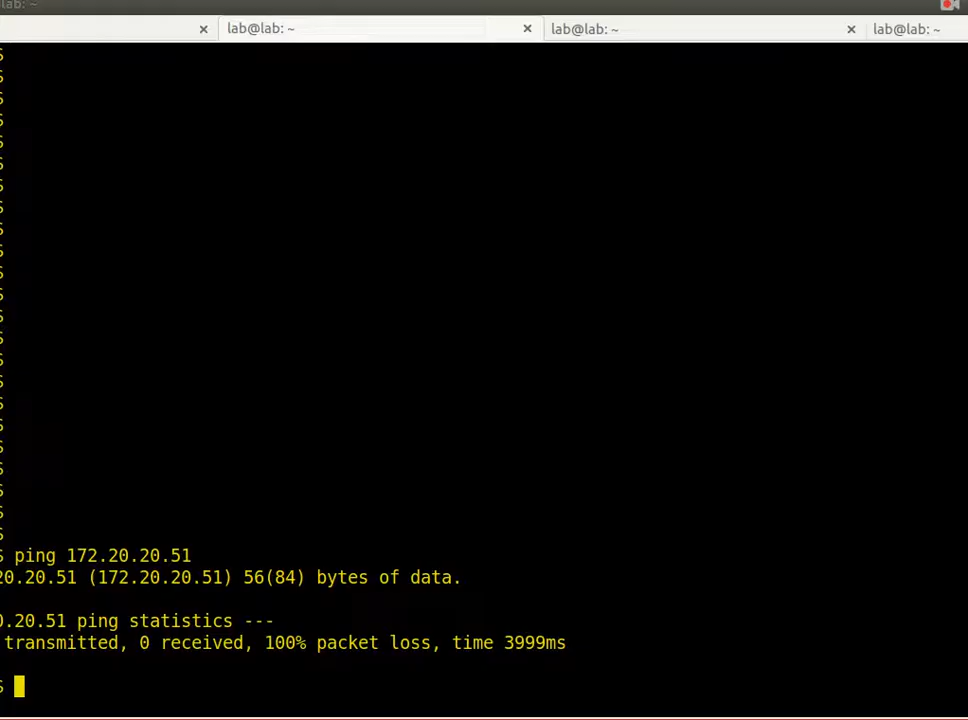 lab: ~
lab@lab: ~ lab@lab: ~ lab@lab: ~
$ ping 172.20.20.51
20.20.51 (172.20.20.51) 56(84) bytes of data.
0.20.51 ping statistics ---
transmitted, 0 received, 100% packet loss, time 3999ms
$